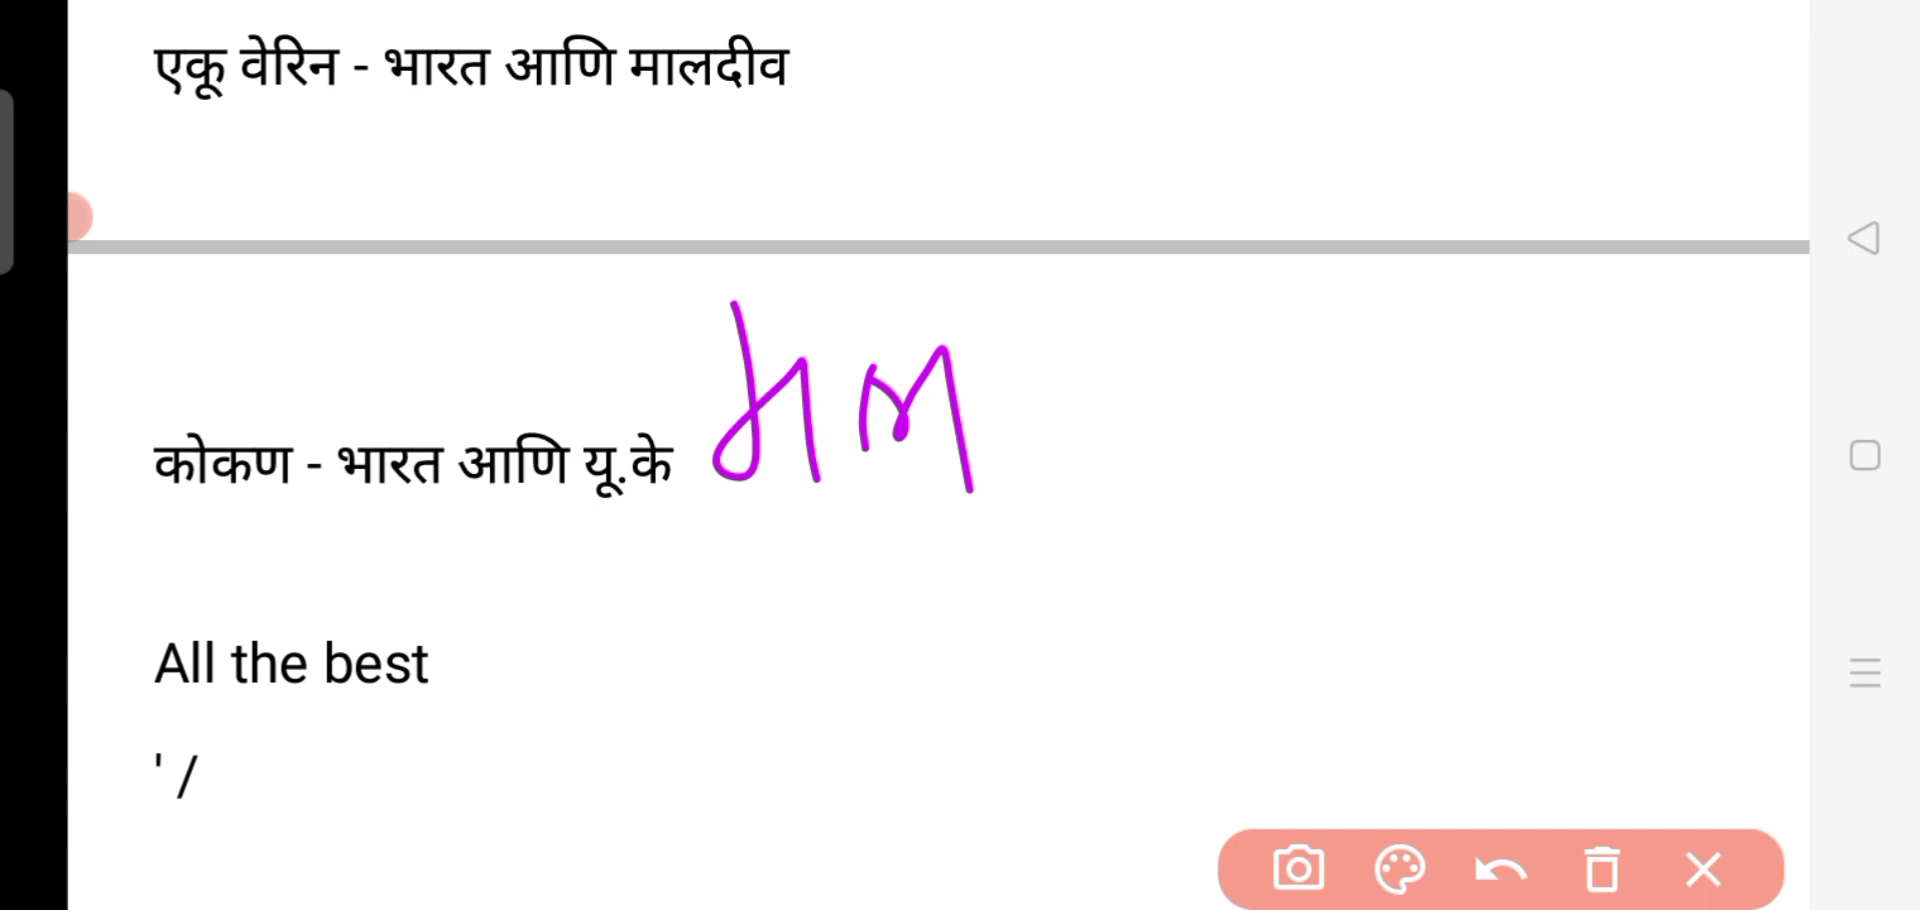 एकू वेरिन - भारत आणि मालदीव
कोकण - भारत आणि यू.के
All the best
' /